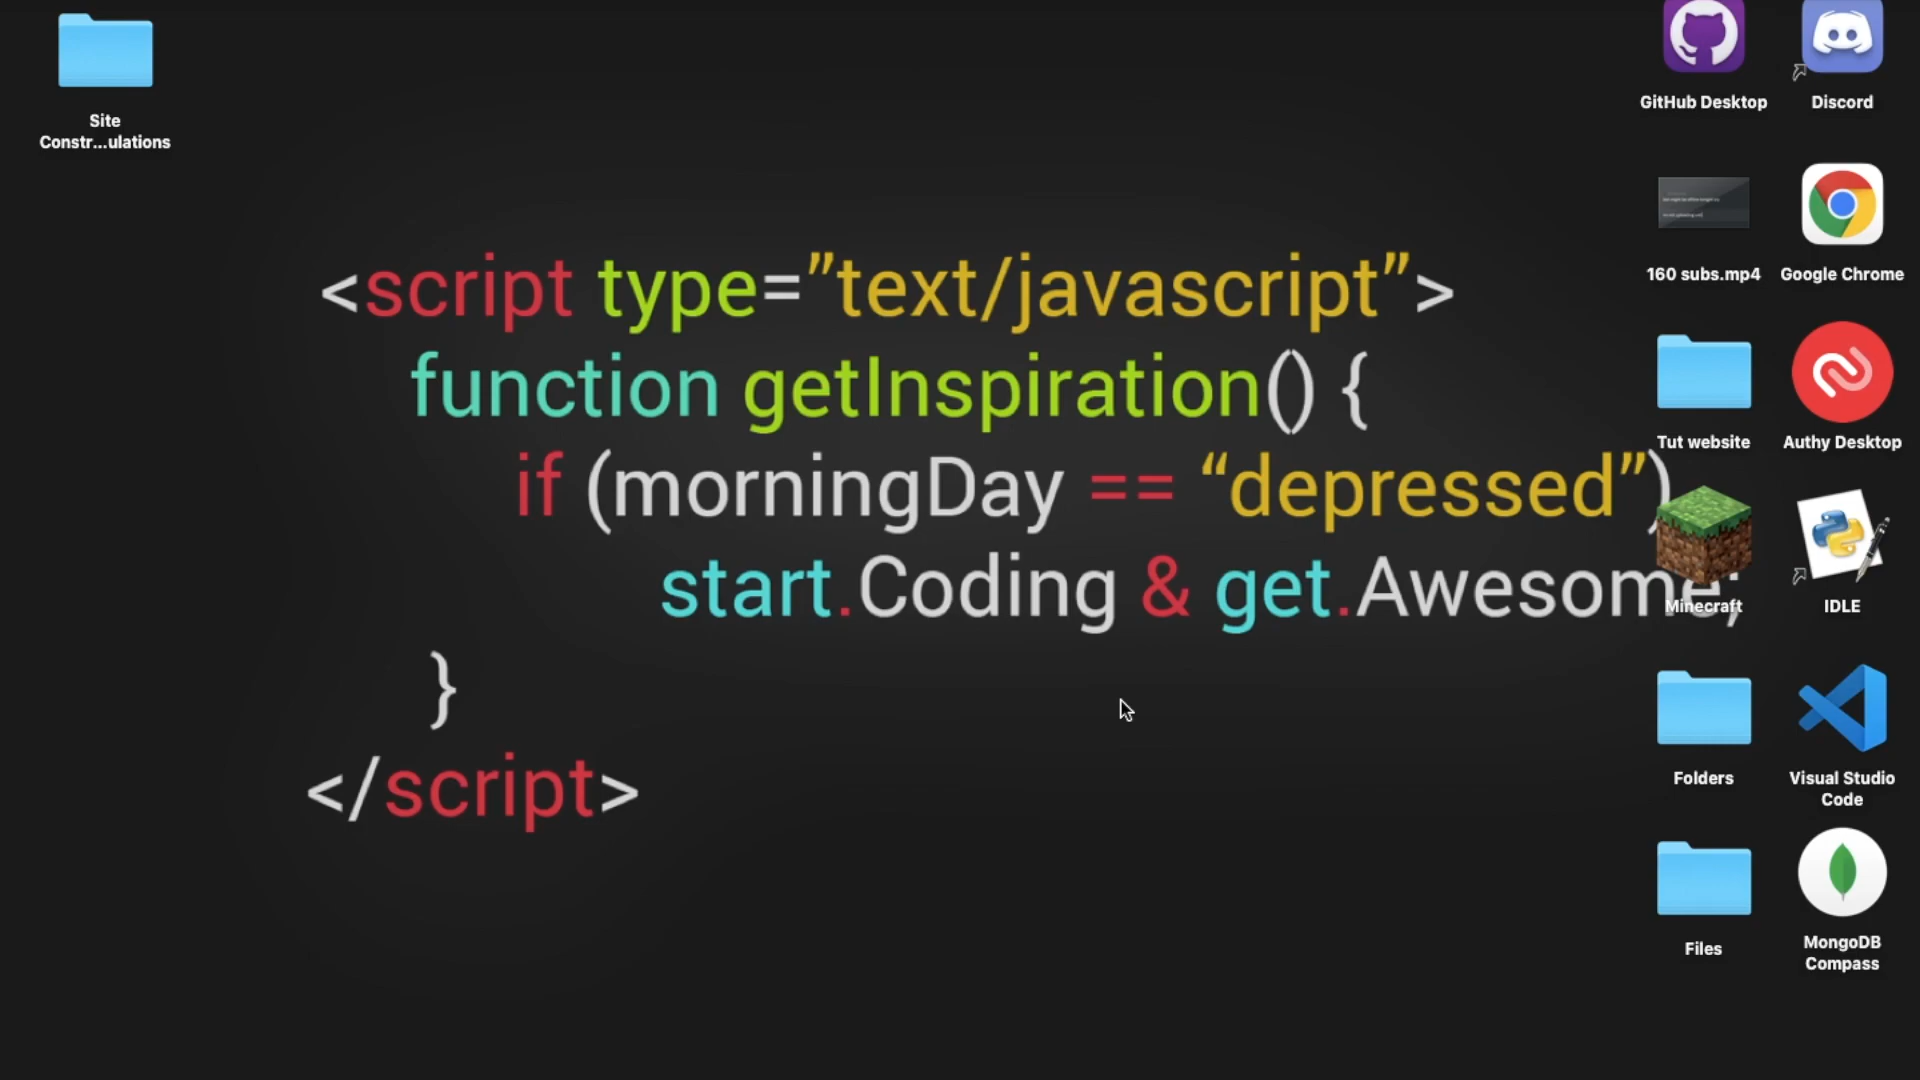 Site
Constr...ulations
GitHub Desktop
Discord
160 subs.mp4
Google Chrome
<script type=”text/javascript”>
function getInspiration() {
if (morningDay == “depressed”)
start.Coding & get.Awesome;
}
</script>
Tut website
Authy Desktop
Minecraft
IDLE
Folders
Visual Studio
Code
Files
MongoDB
Compass